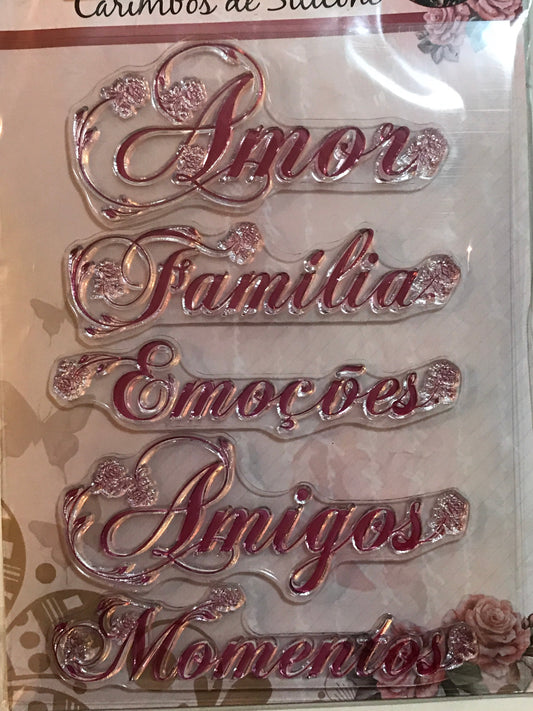 Carimbos de Silicone
Amor
Familia
Emoções
Amigos
Momentos